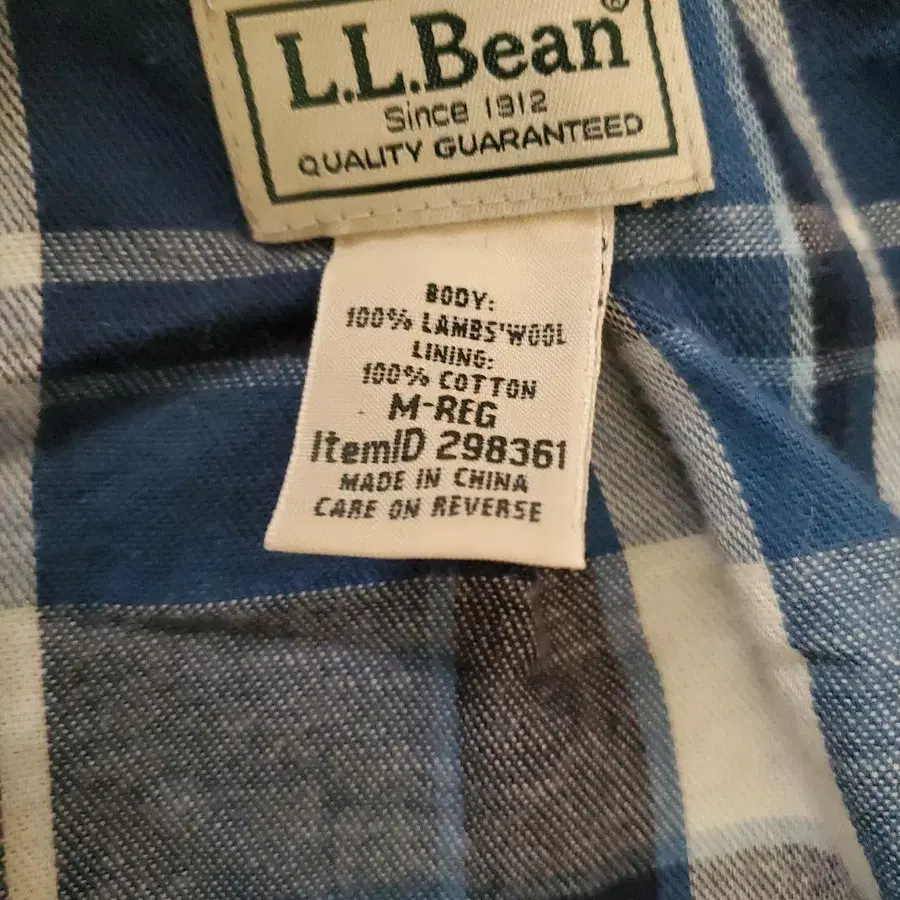 L.L.Bean®
Since 1912
QUALITY GUARANTEED
BODY:
100% LAMBS'WOOL
LINING:
100% COTTON
M-REG
ItemID 298361
MADE IN CHINA
CARE ON REVERSE